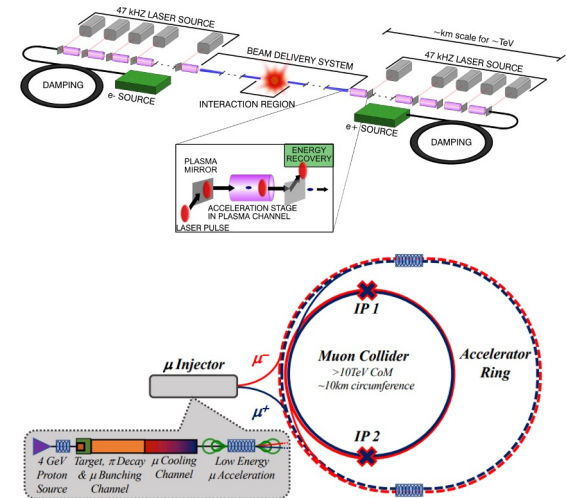 47 kHZ LASER SOURCE
~km scale for ~TeV
47 kHZ LASER SOURCE
BEAM DELIVERY SYSTEM
DAMPING
e- SOURCE
INTERACTION REGION
e+ SOURCE
DAMPING
ENERGY
RECOVERY
PLASMA
MIRROR
ACCELERATION STAGE
IN PLASMA CHANNEL
LASER PULSE
IP 1
μ Injector
μ−
μ+
Muon Collider
>10TeV CoM
~10km circumference
Accelerator
Ring
IP 2
4 GeV
Proton
Source
Target, π Decay
& μ Bunching
Channel
μ Cooling
Channel
Low Energy
μ Acceleration